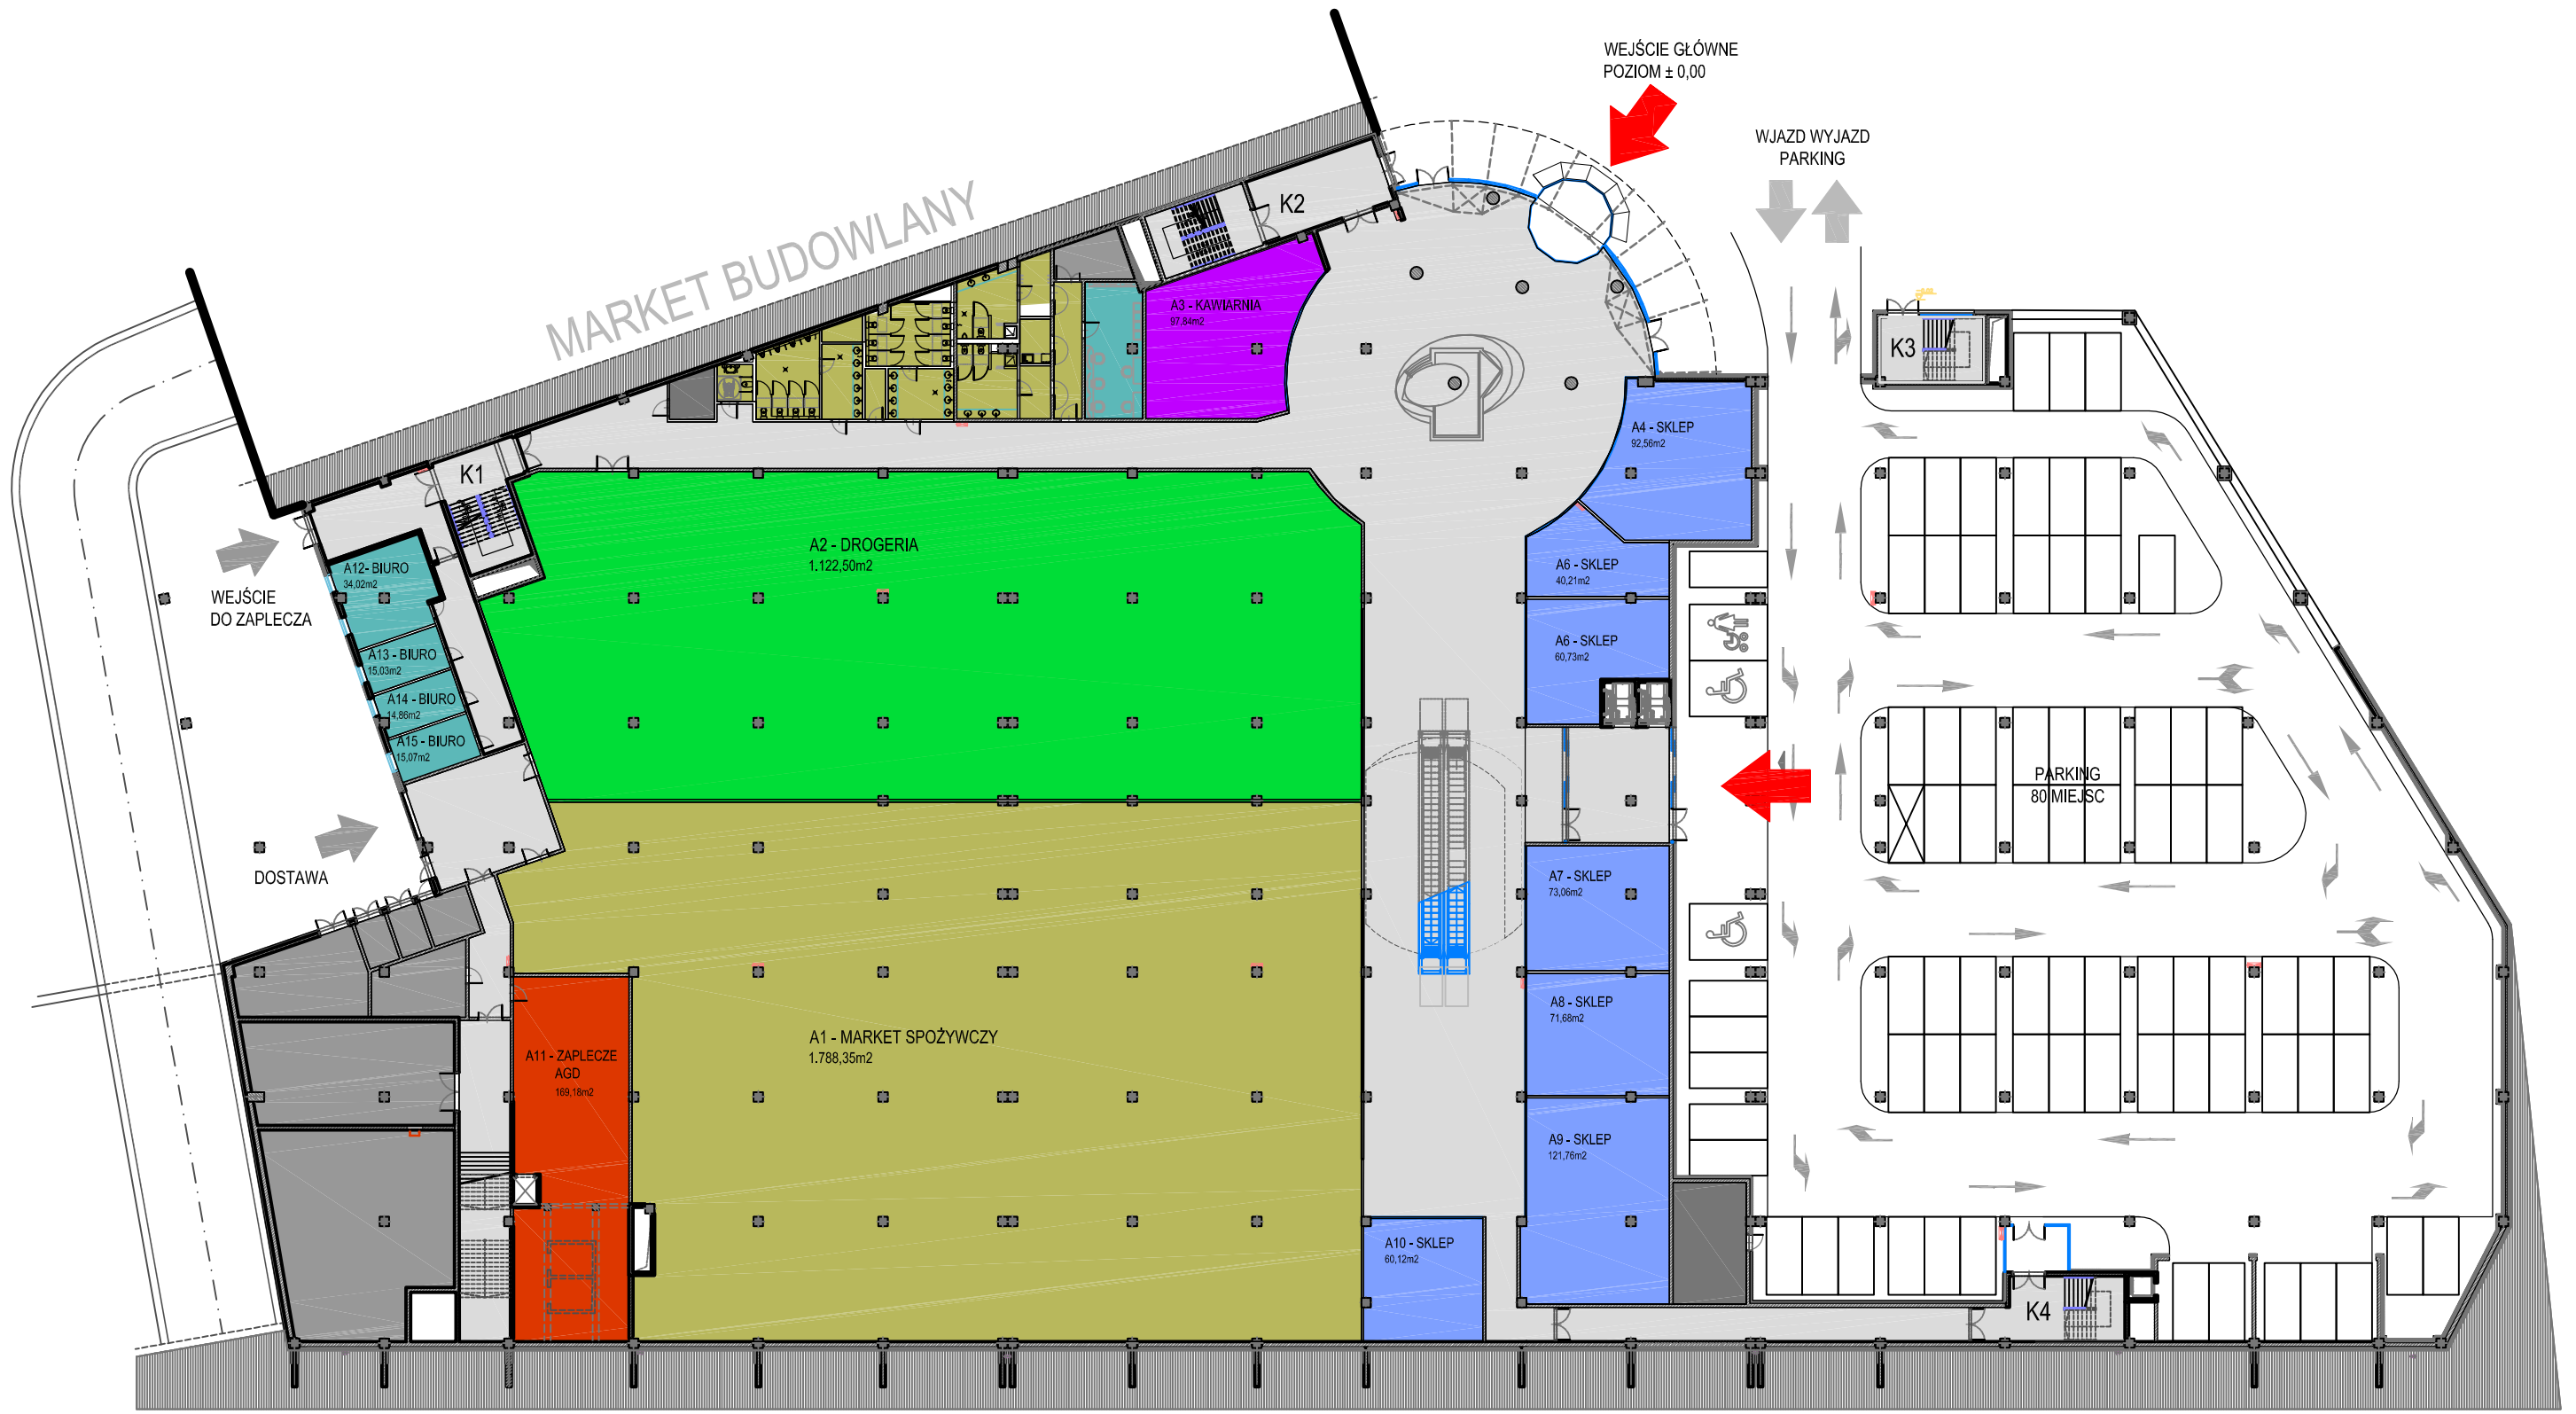 WEJŚCIE GŁÓWNE
POZIOM ± 0,00
WJAZD WYJAZD
PARKING
MARKET BUDOWLANY
K2
A3 - KAWIARNIA
97,84m2
K3
A4 - SKLEP
92,56m2
K1
A2 - DROGERIA
1.122,50m2
A12- BIURO
34,02m2
WEJŚCIE
DO ZAPLECZA
A6 - SKLEP
40,21m2
A6 - SKLEP
60,73m2
A13 - BIURO
15,03m2
A14 - BIURO
14,86m2
A15 - BIURO
15,07m2
PARKING
80 MIEJSC
DOSTAWA
A7 - SKLEP
73,06m2
A8 - SKLEP
71,68m2
A1 - MARKET SPOŻYWCZY
1.788,35m2
A11 - ZAPLECZE
AGD
169,18m2
A9 - SKLEP
121,76m2
A10 - SKLEP
60,12m2
K4